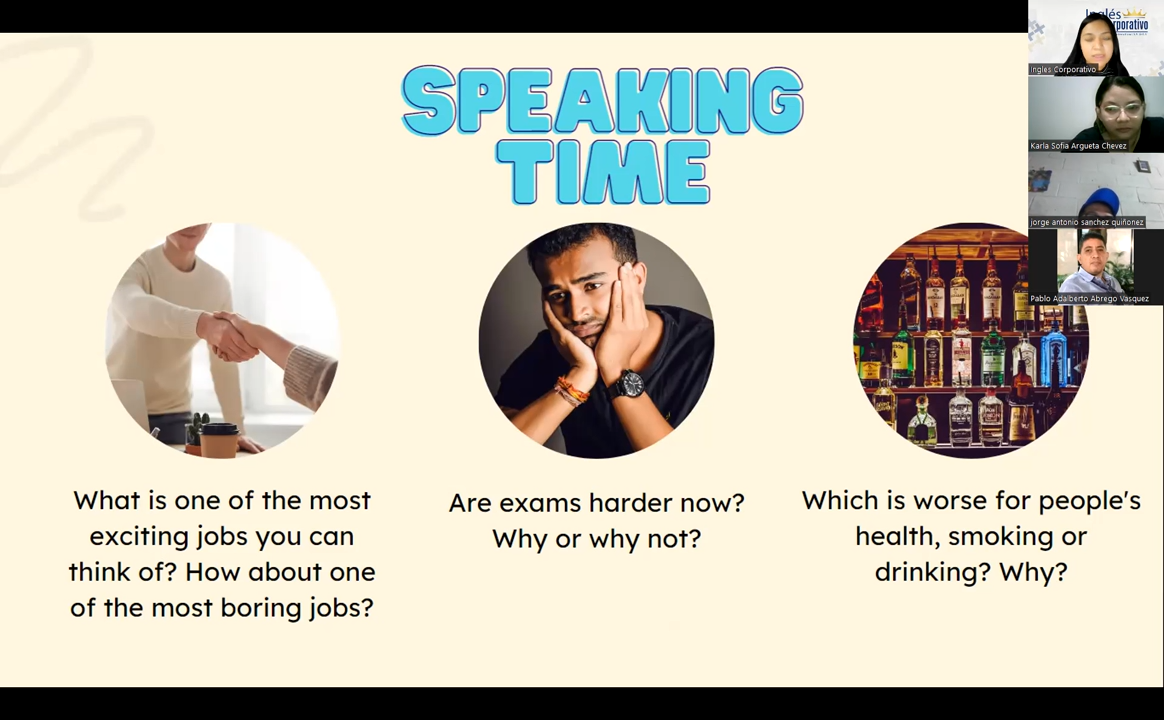 SPEAKING
TIME
What is one of the most
exciting jobs you can
think of? How about one
of the most boring jobs?
Are exams harder now?
Why or why not?
Which is worse for people's
health, smoking or
drinking? Why?
Inglés
Ingles Corporativo
Karla Sofia Argueta Chevez
jorge antonio sanchez quiñonez
Pablo Adalberto Abrego Vasquez